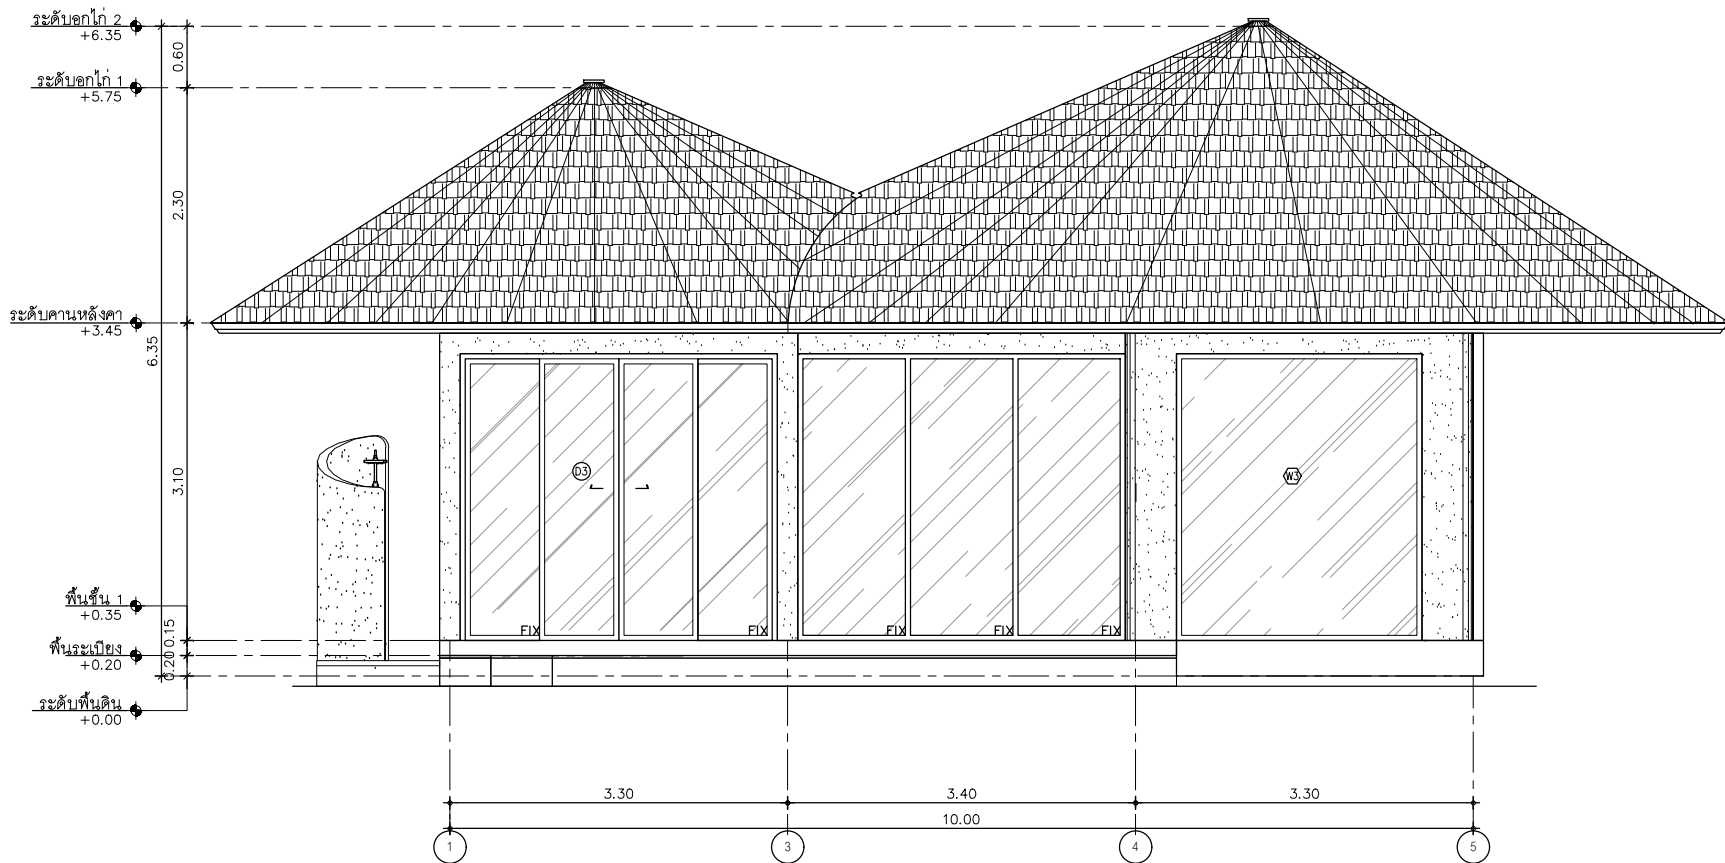 ระดับอกไก่ 2
+6.35
0.60
ระดับอกไก่ 1
+5.75
2.30
ระดับคานหลังคา
+3.45
6.35
3.10
D3
W3
พื้นชั้น 1
+0.35
FIX
FIX
FIX
FIX
FIX
0.15
พื้นระเบียง
+0.20
0.20
ระดับพื้นดิน
+0.00
3.30
3.40
3.30
10.00
1
3
4
5